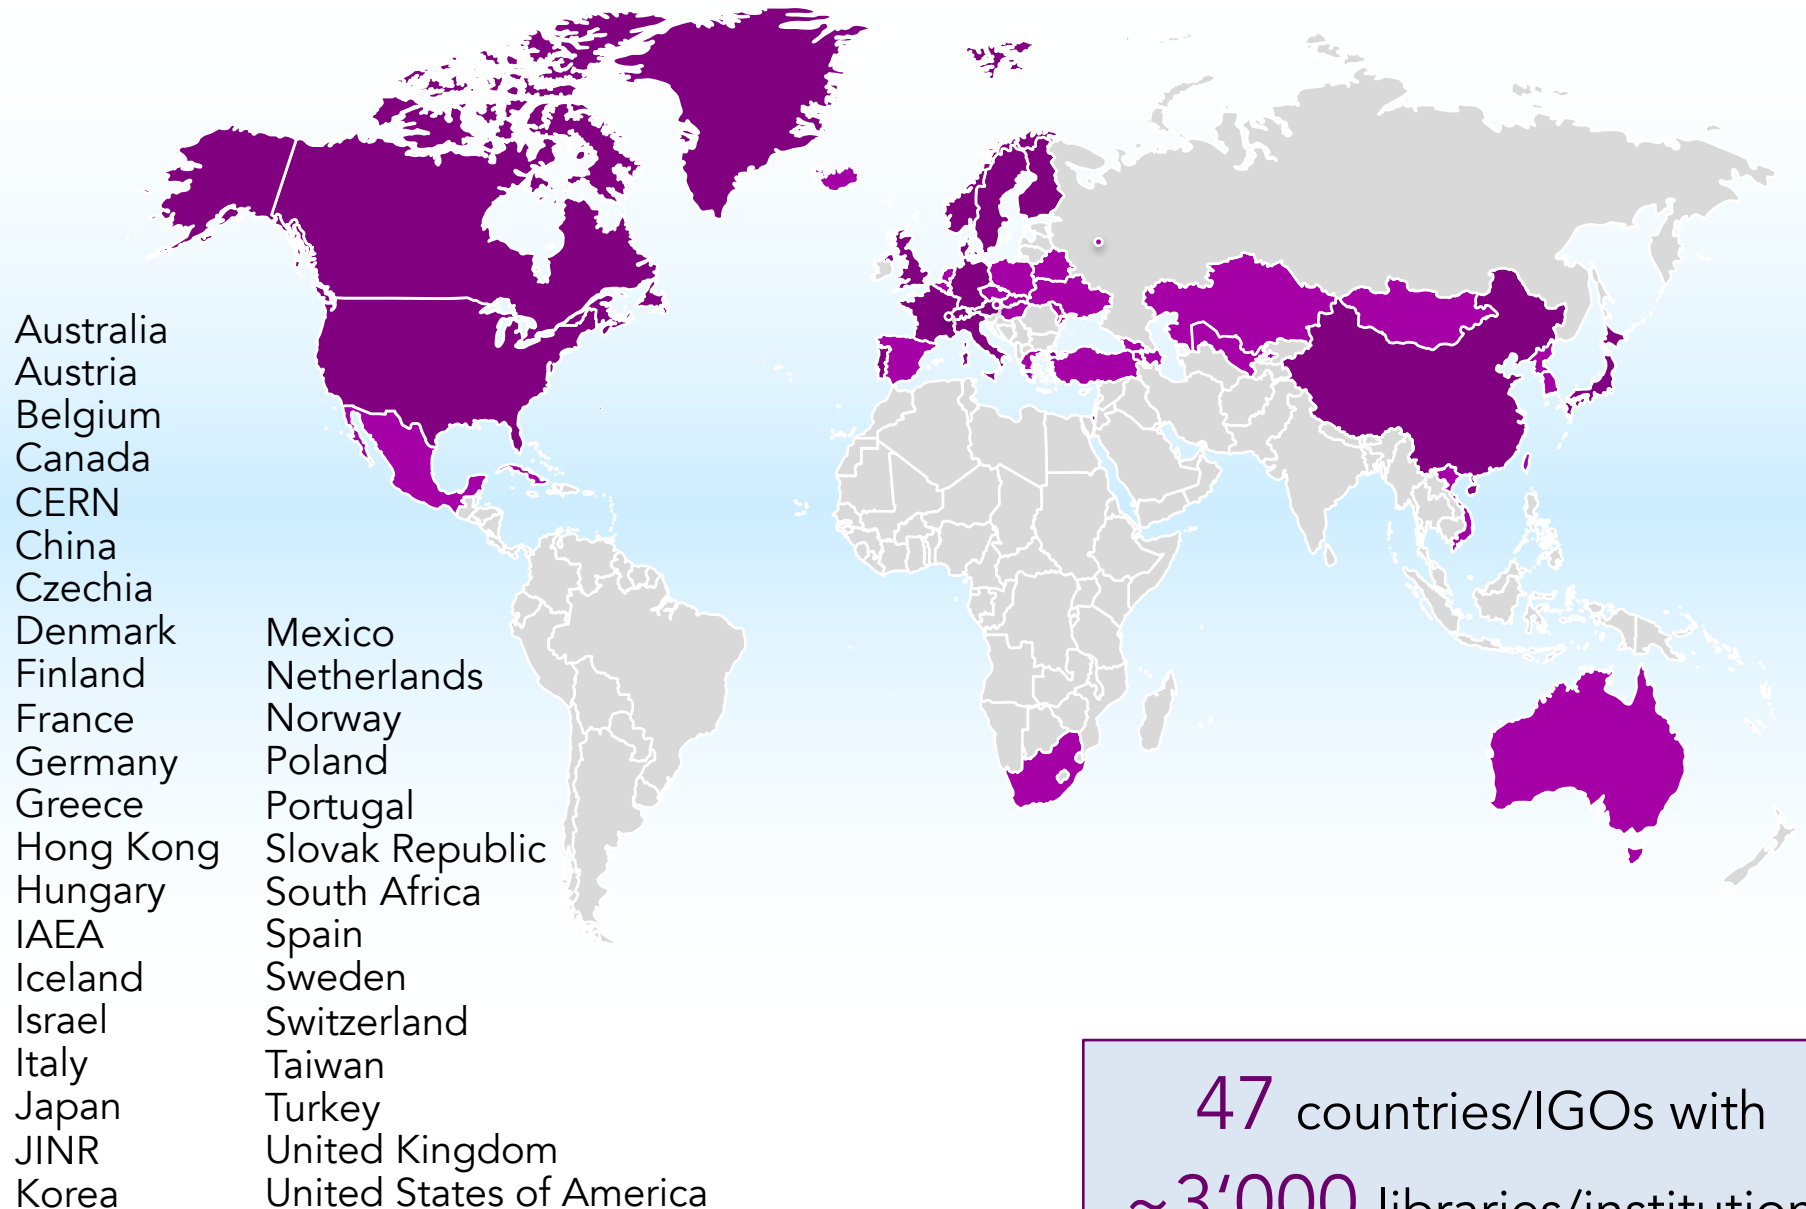 Australia
Austria
Belgium
Canada
CERN
China
Czechia
Denmark
Finland
France
Germany
Greece
Hong Kong
Hungary
IAEA
Iceland
Israel
Italy
Japan
JINR
Korea
Mexico
Netherlands
Norway
Poland
Portugal
Slovak Republic
South Africa
Spain
Sweden
Switzerland
Taiwan
Turkey
United Kingdom
United States of America
47 countries/IGOs with
~3‘000 libraries/institution